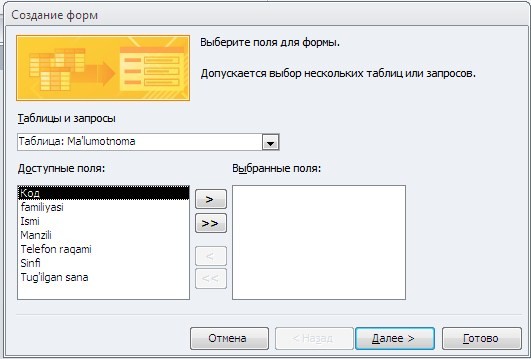 Создание форм
Выберите поля для формы.
Допускается выбор нескольких таблиц или запросов.
Таблицы и запросы
Таблица: Ma'lumotnoma
Доступные поля:
Выбранные поля:
Код
familiyasi
Ismi
Manzili
Telefon raqami
Sinfi
Tug'ilgan sana
>
>>
<
<<
Отмена
< Назад
Далее >
Готово